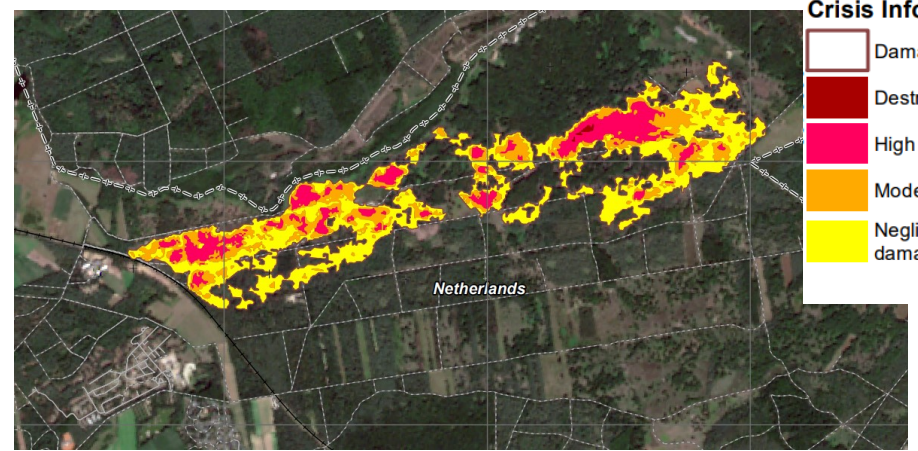 Crisis Info
Dama
Destr
High
Mode
Negli
dama
Netherlands